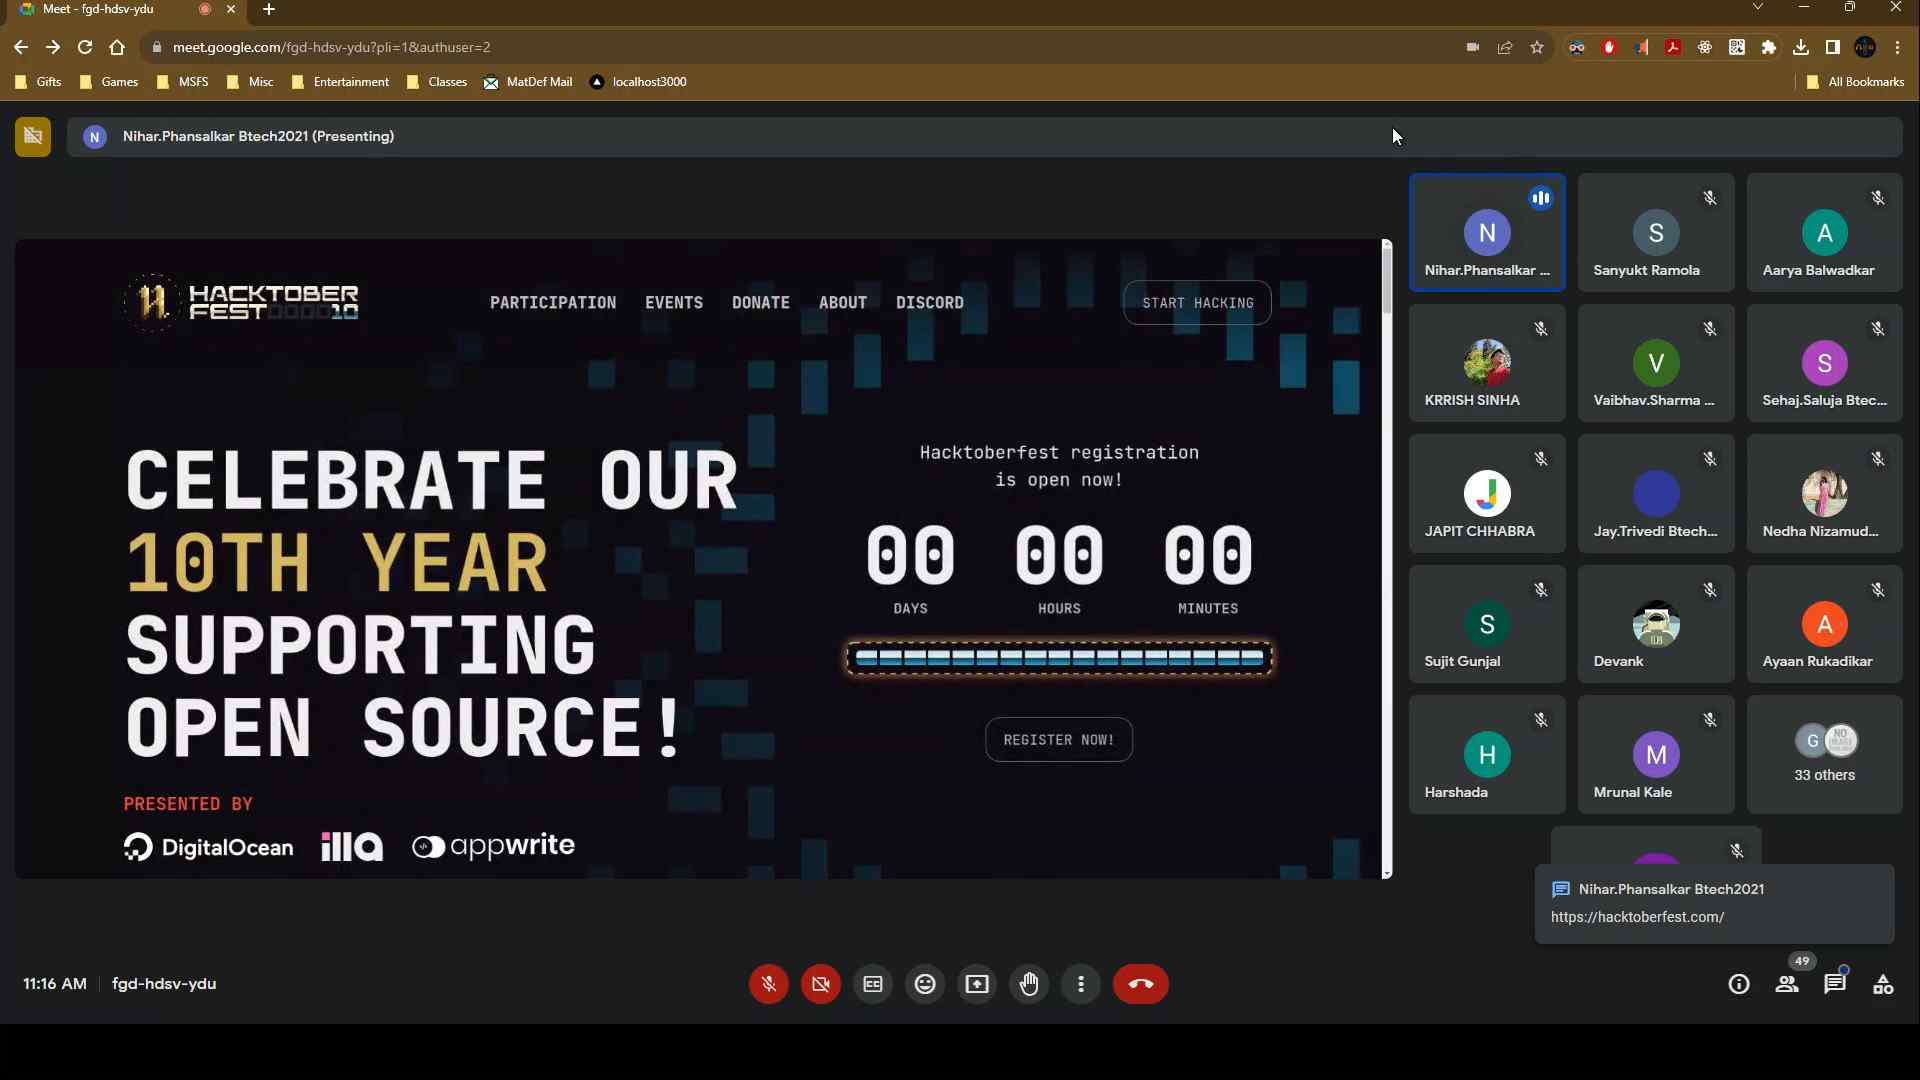 Meet - fgd-hdsv-ydu
meet.google.com/fgd-hdsv-ydu?pli=1&authuser=2
Gifts
Games
MSFS
Misc
Entertainment
Classes
MatDef Mail
localhost3000
All Bookmarks
N
Nihar.Phansalkar Btech2021 (Presenting)
HACKTOBER
FEST 10
PARTICIPATION
EVENTS
DONATE
ABOUT
DISCORD
START HACKING
CELEBRATE OUR
10TH YEAR
SUPPORTING
OPEN SOURCE!
PRESENTED BY
DigitalOcean
illa
appwrite
Hacktoberfest registration
is open now!
00 00 00
DAYS HOURS MINUTES
REGISTER NOW!
N
Nihar.Phansalkar ...
S
Sanyukt Ramola
A
Aarya Balwadkar
KRRISH SINHA
V
Vaibhav.Sharma ...
S
Sehaj.Saluja Btec...
J
JAPIT CHHABRA
Jay.Trivedi Btech...
Nedha Nizamud...
S
Sujit Gunjal
Devank
A
Ayaan Rukadikar
H
Harshada
M
Mrunal Kale
G
33 others
Nihar.Phansalkar Btech2021
https://hacktoberfest.com/
11:16 AM
fgd-hdsv-ydu
49